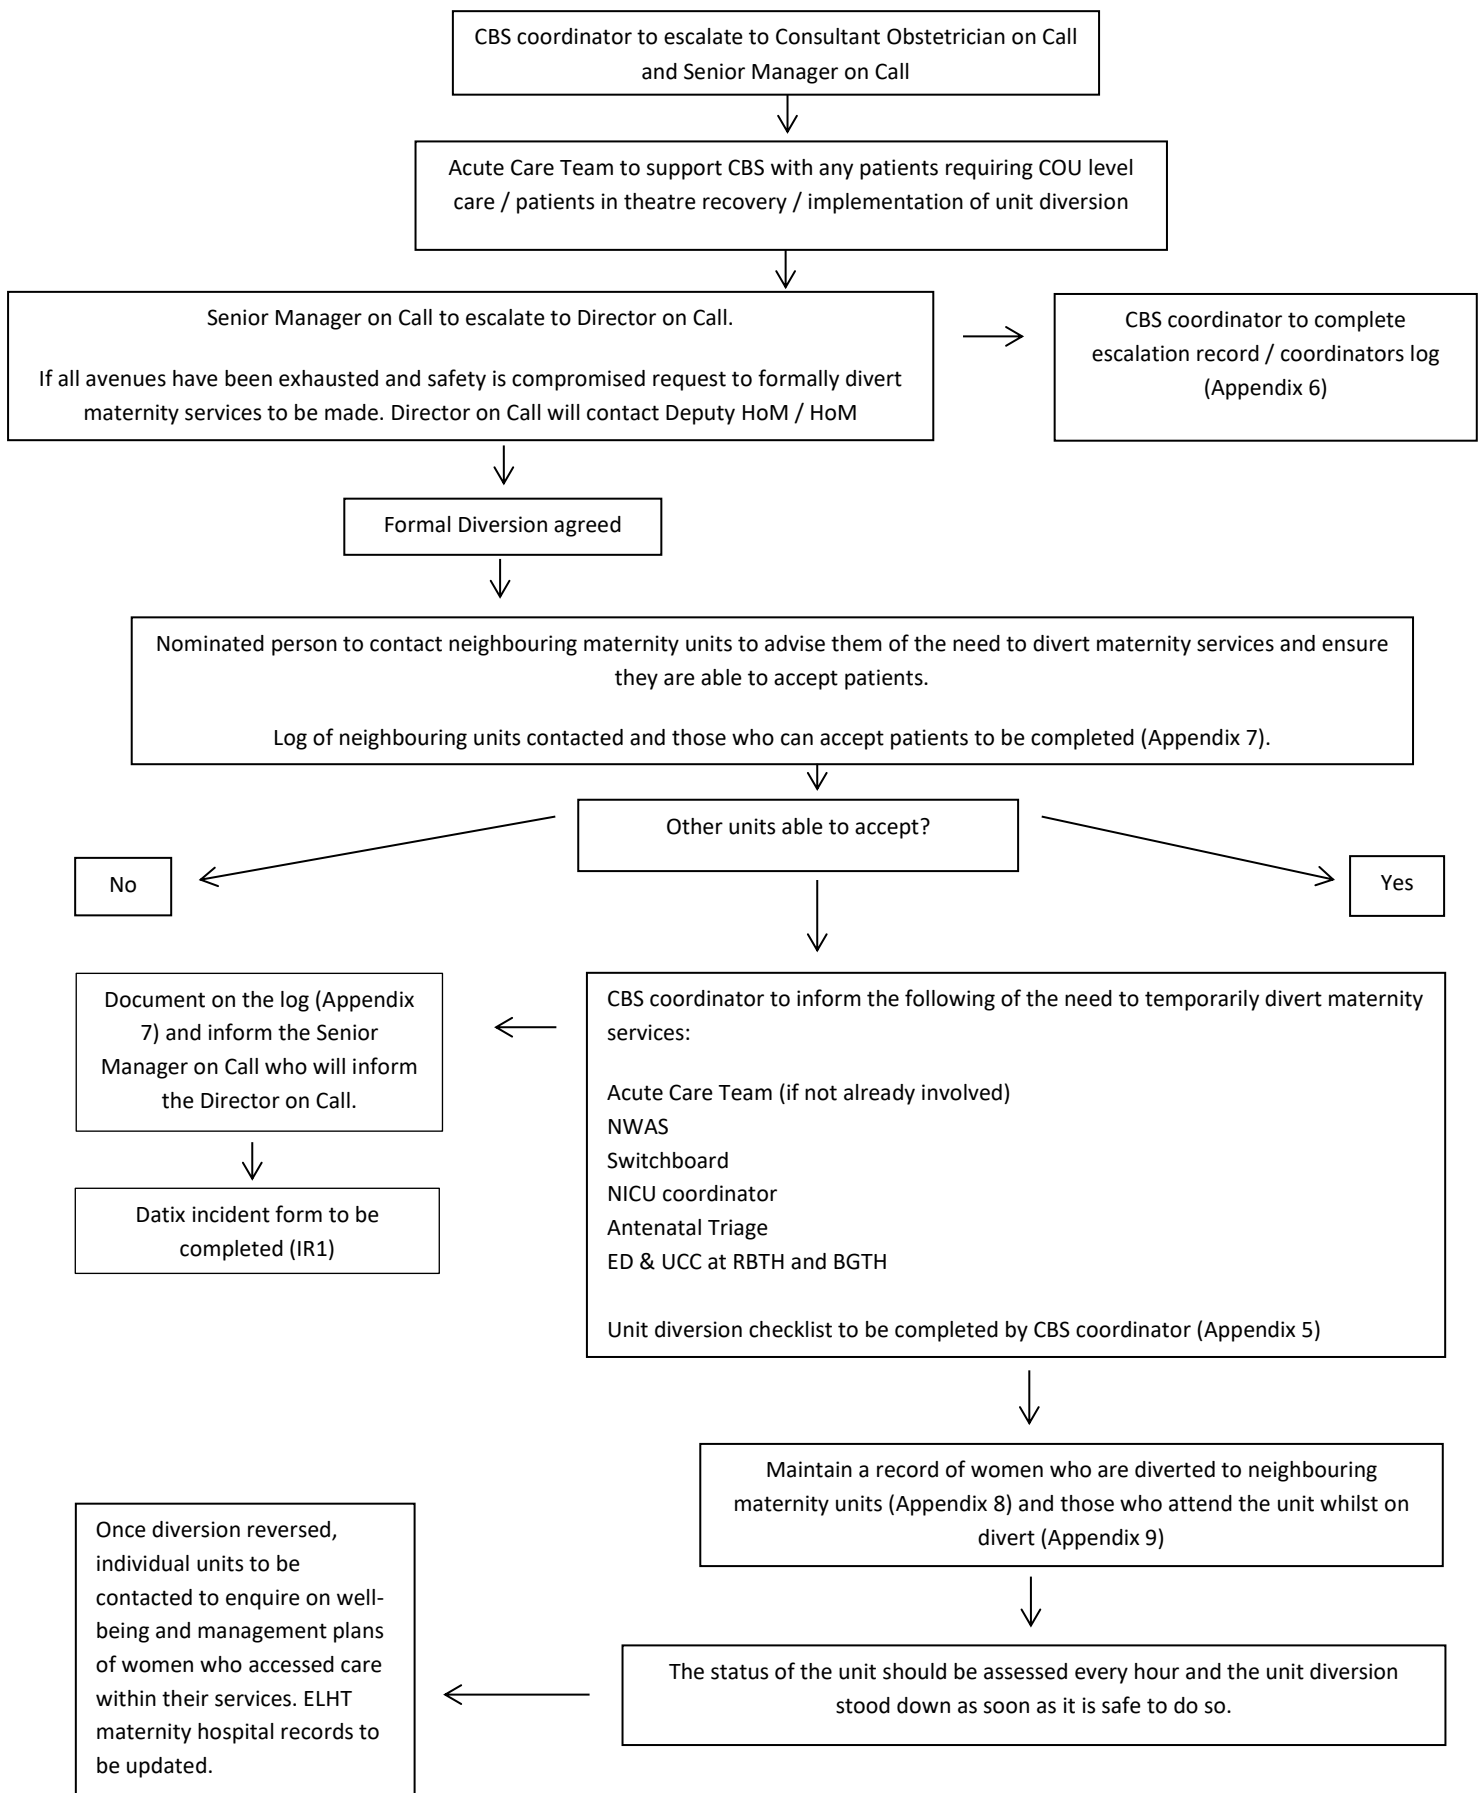 CBS coordinator to escalate to Consultant Obstetrician on Call
and Senior Manager on Call
Acute Care Team to support CBS with any patients requiring COU level
care / patients in theatre recovery / implementation of unit diversion
Senior Manager on Call to escalate to Director on Call.
If all avenues have been exhausted and safety is compromised request to formally divert
maternity services to be made. Director on Call will contact Deputy HoM / HoM
CBS coordinator to complete
escalation record / coordinators log
(Appendix 6)
Formal Diversion agreed
Nominated person to contact neighbouring maternity units to advise them of the need to divert maternity services and ensure
they are able to accept patients.
Log of neighbouring units contacted and those who can accept patients to be completed (Appendix 7).
Other units able to accept?
No
Yes
Document on the log (Appendix
7) and inform the Senior
Manager on Call who will inform
the Director on Call.
Datix incident form to be
completed (IR1)
CBS coordinator to inform the following of the need to temporarily divert maternity
services:
Acute Care Team (if not already involved)
NWAS
Switchboard
NICU coordinator
Antenatal Triage
ED & UCC at RBTH and BGTH
Unit diversion checklist to be completed by CBS coordinator (Appendix 5)
Maintain a record of women who are diverted to neighbouring
maternity units (Appendix 8) and those who attend the unit whilst on
divert (Appendix 9)
The status of the unit should be assessed every hour and the unit diversion
stood down as soon as it is safe to do so.
Once diversion reversed,
individual units to be
contacted to enquire on well-
being and management plans
of women who accessed care
within their services. ELHT
maternity hospital records to
be updated.